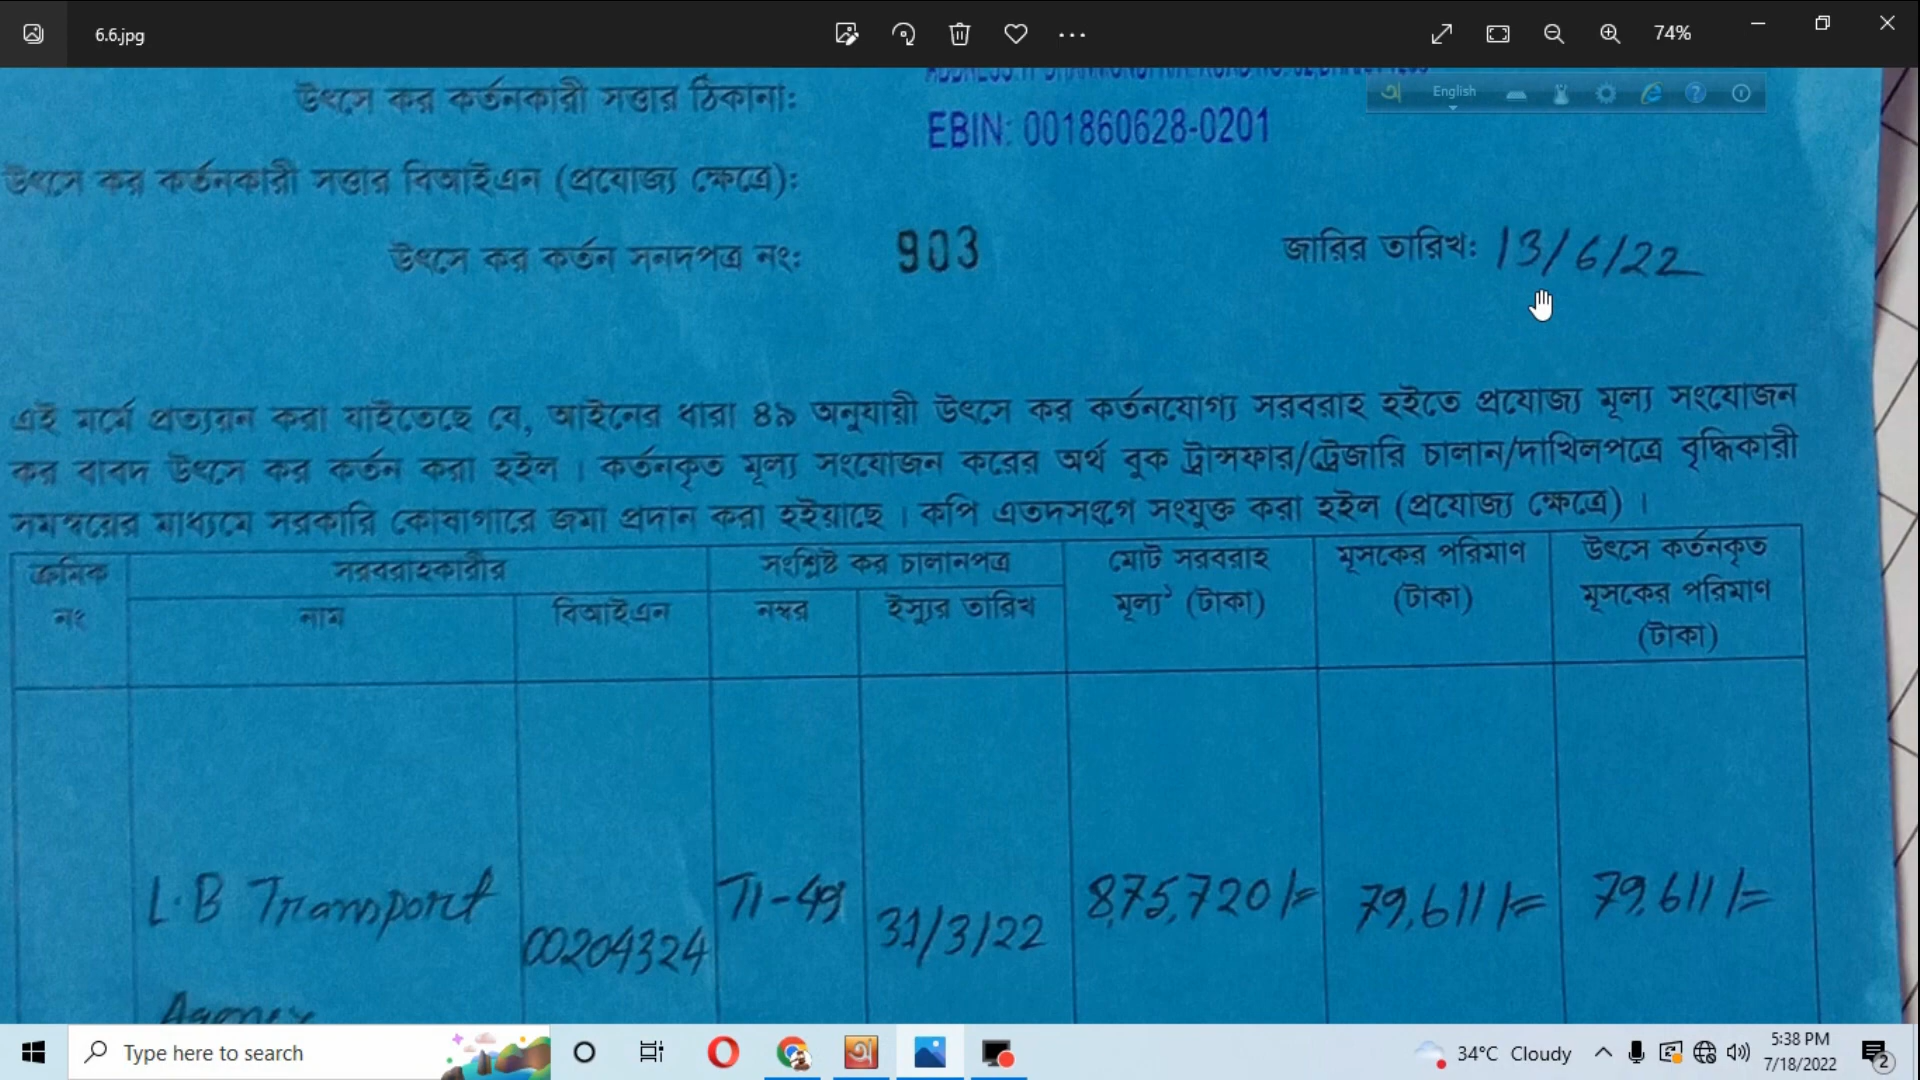 6.6.jpg
74%
English
উৎসে কর কর্তনকারী সত্তার ঠিকানা:
EBIN: 001860628-0201
উৎসে কর কর্তনকারী সত্তার বিআইএন (প্রযোজ্য ক্ষেত্রে):
উৎসে কর কর্তন সনদপত্র নং: 903 জারির তারিখ: 13/6/22
এই মর্মে প্রত্যয়ন করা যাইতেছে যে, আইনের ধারা ৪৯ অনুযায়ী উৎসে কর কর্তনযোগ্য সরবরাহ হইতে প্রযোজ্য মূল্য সংযোজন
কর বাবদ উৎসে কর কর্তন করা হইল। কর্তনকৃত মূল্য সংযোজন করের অর্থ বুক ট্রান্সফার/ট্রেজারি চালান/দাখিলপত্রে বৃদ্ধিকারী
সমন্বয়ের মাধ্যমে সরকারি কোষাগারে জমা প্রদান করা হইয়াছে। কপি এতদসংগে সংযুক্ত করা হইল (প্রযোজ্য ক্ষেত্রে)।
ক্রমিক নং
সরবরাহকারীর
নাম
বিআইএন
সংশ্লিষ্ট কর চালানপত্র
নম্বর
ইস্যুর তারিখ
মোট সরবরাহ
মূল্য১ (টাকা)
মূসকের পরিমাণ
(টাকা)
উৎসে কর্তনকৃত
মূসকের পরিমাণ
(টাকা)
L.B Transport
00204324
TI-49
31/3/22
875,720/=
79,611/=
79,611/=
Agency
Type here to search
34°C Cloudy
5:38 PM
7/18/2022
2